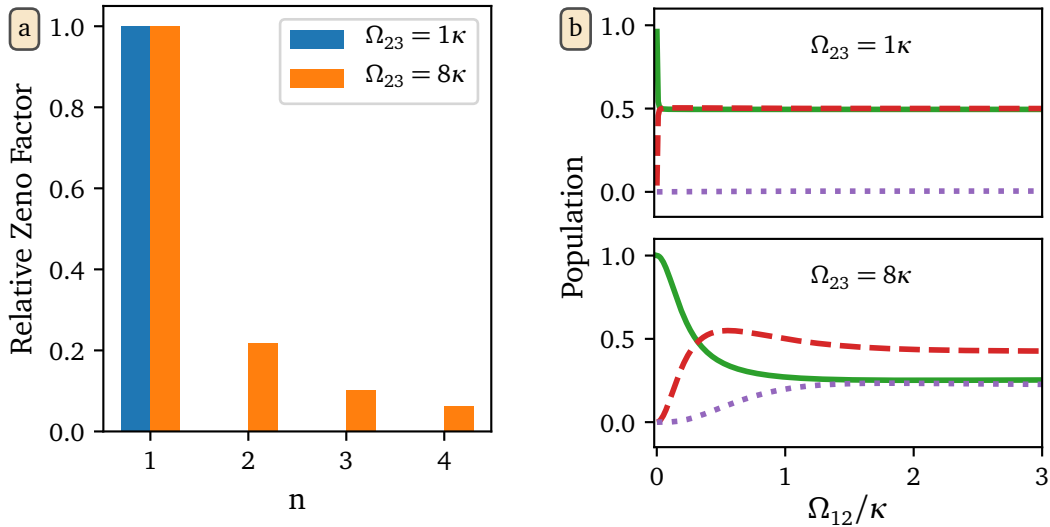 a
Relative Zeno Factor
1.0
0.8
0.6
0.4
0.2
0.0
Ω₂₃ = 1κ
Ω₂₃ = 8κ
1 2 3 4
n
b
Population
1.0
0.5
0.0
Ω₂₃ = 1κ
1.0
0.5
0.0
Ω₂₃ = 8κ
0 1 2 3
Ω₁₂/κ